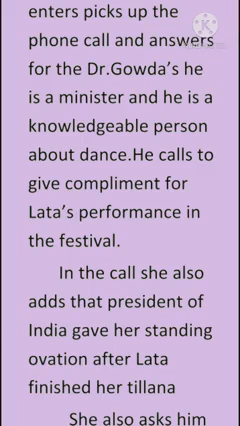 enters picks up the
phone call and answers
for the Dr.Gowda's he
is a minister and he is a
knowledgeable person
about dance.He calls to
give compliment for
Lata's performance in
the festival.
In the call she also
adds that president of
India gave her standing
ovation after Lata
finished her tillana
She also asks him